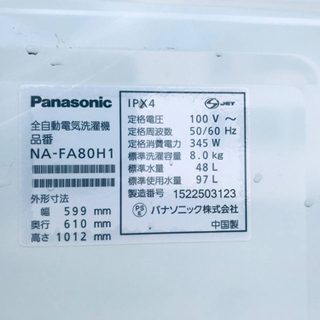 Panasonic
全自動電気洗濯機
品番
NA-FA80H1
外形寸法
幅 599 mm
奥行 610 mm
高さ 1012 mm
IPX4
JET
定格電圧 100 V ～
定格周波数 50/60 Hz
定格消費電力 345 W
標準洗濯容量 8.0 kg
標準水量 48 L
標準使用水量 97 L
製造番号 1522503123
PS E パナソニック株式会社
中国製